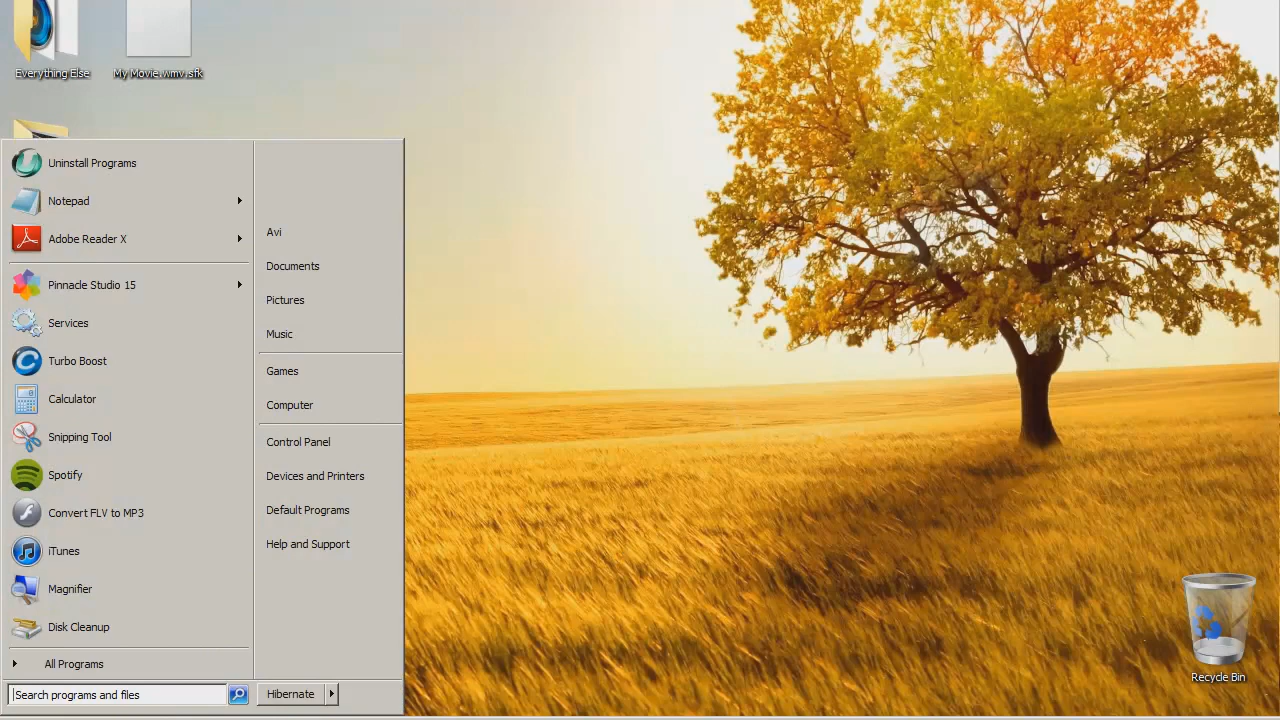 Everything Else
My Movie.wmv.sfk
Uninstall Programs
Notepad
Adobe Reader X
Pinnacle Studio 15
Services
Turbo Boost
Calculator
Snipping Tool
Spotify
Convert FLV to MP3
iTunes
Magnifier
Disk Cleanup
All Programs
Search programs and files
Avi
Documents
Pictures
Music
Games
Computer
Control Panel
Devices and Printers
Default Programs
Help and Support
Hibernate
Recycle Bin